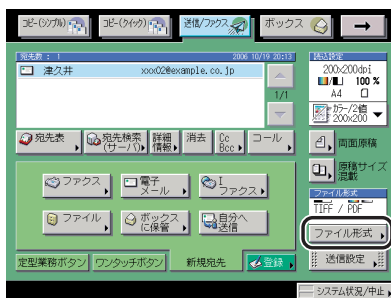 コピー(シンプル)
コピー(クイック)
送信/ファクス
ボックス
宛先数 : 1
2006 10/19 20:13
津久井
xxx02@example.co.jp
1/1
宛先表
宛先検索(サーバ)
詳細情報
消去
Cc Bcc
コール
ファクス
電子メール
Iファクス
ファイル
ボックスに保管
自分へ送信
定型業務ボタン
ワンタッチボタン
新規宛先
登録
読込設定
200x200dpi
100 %
A4
カラー/2値
200×200
両面原稿
原稿サイズ混載
ファイル形式
TIFF / PDF
ファイル形式
送信設定
システム状況/中止